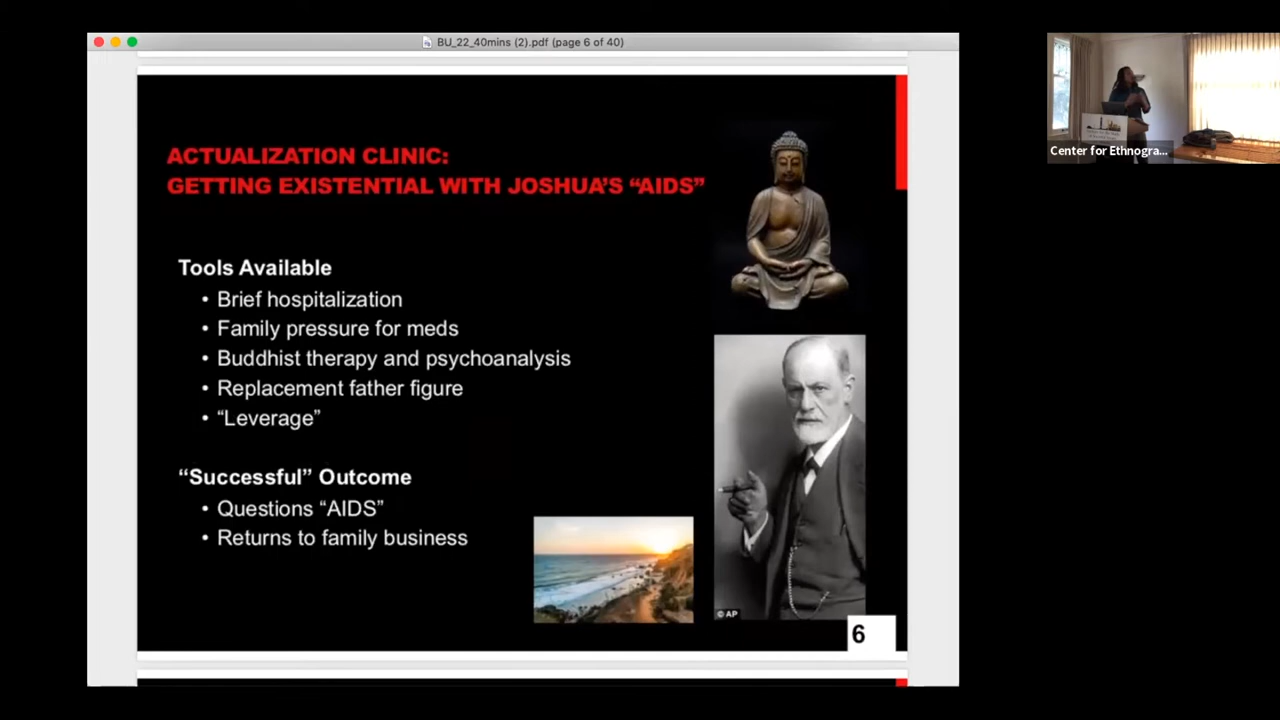 BU_22_40mins (2).pdf (page 6 of 40)
ACTUALIZATION CLINIC:
GETTING EXISTENTIAL WITH JOSHUA’S “AIDS”
Tools Available
• Brief hospitalization
• Family pressure for meds
• Buddhist therapy and psychoanalysis
• Replacement father figure
• “Leverage”
“Successful” Outcome
• Questions “AIDS”
• Returns to family business
© AP
6
Center for Ethnogra...